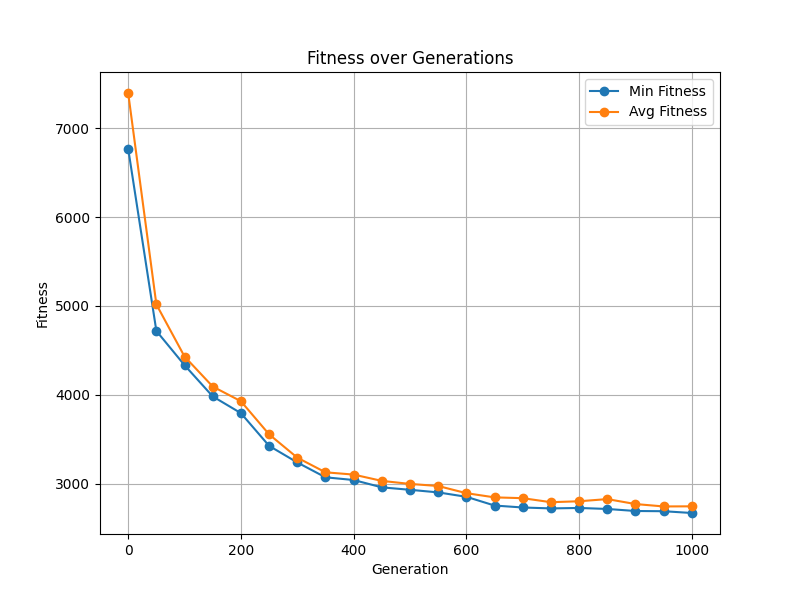 Fitness over Generations
Min Fitness
Avg Fitness
7000
6000
5000
4000
3000
Fitness
0 200 400 600 800 1000
Generation